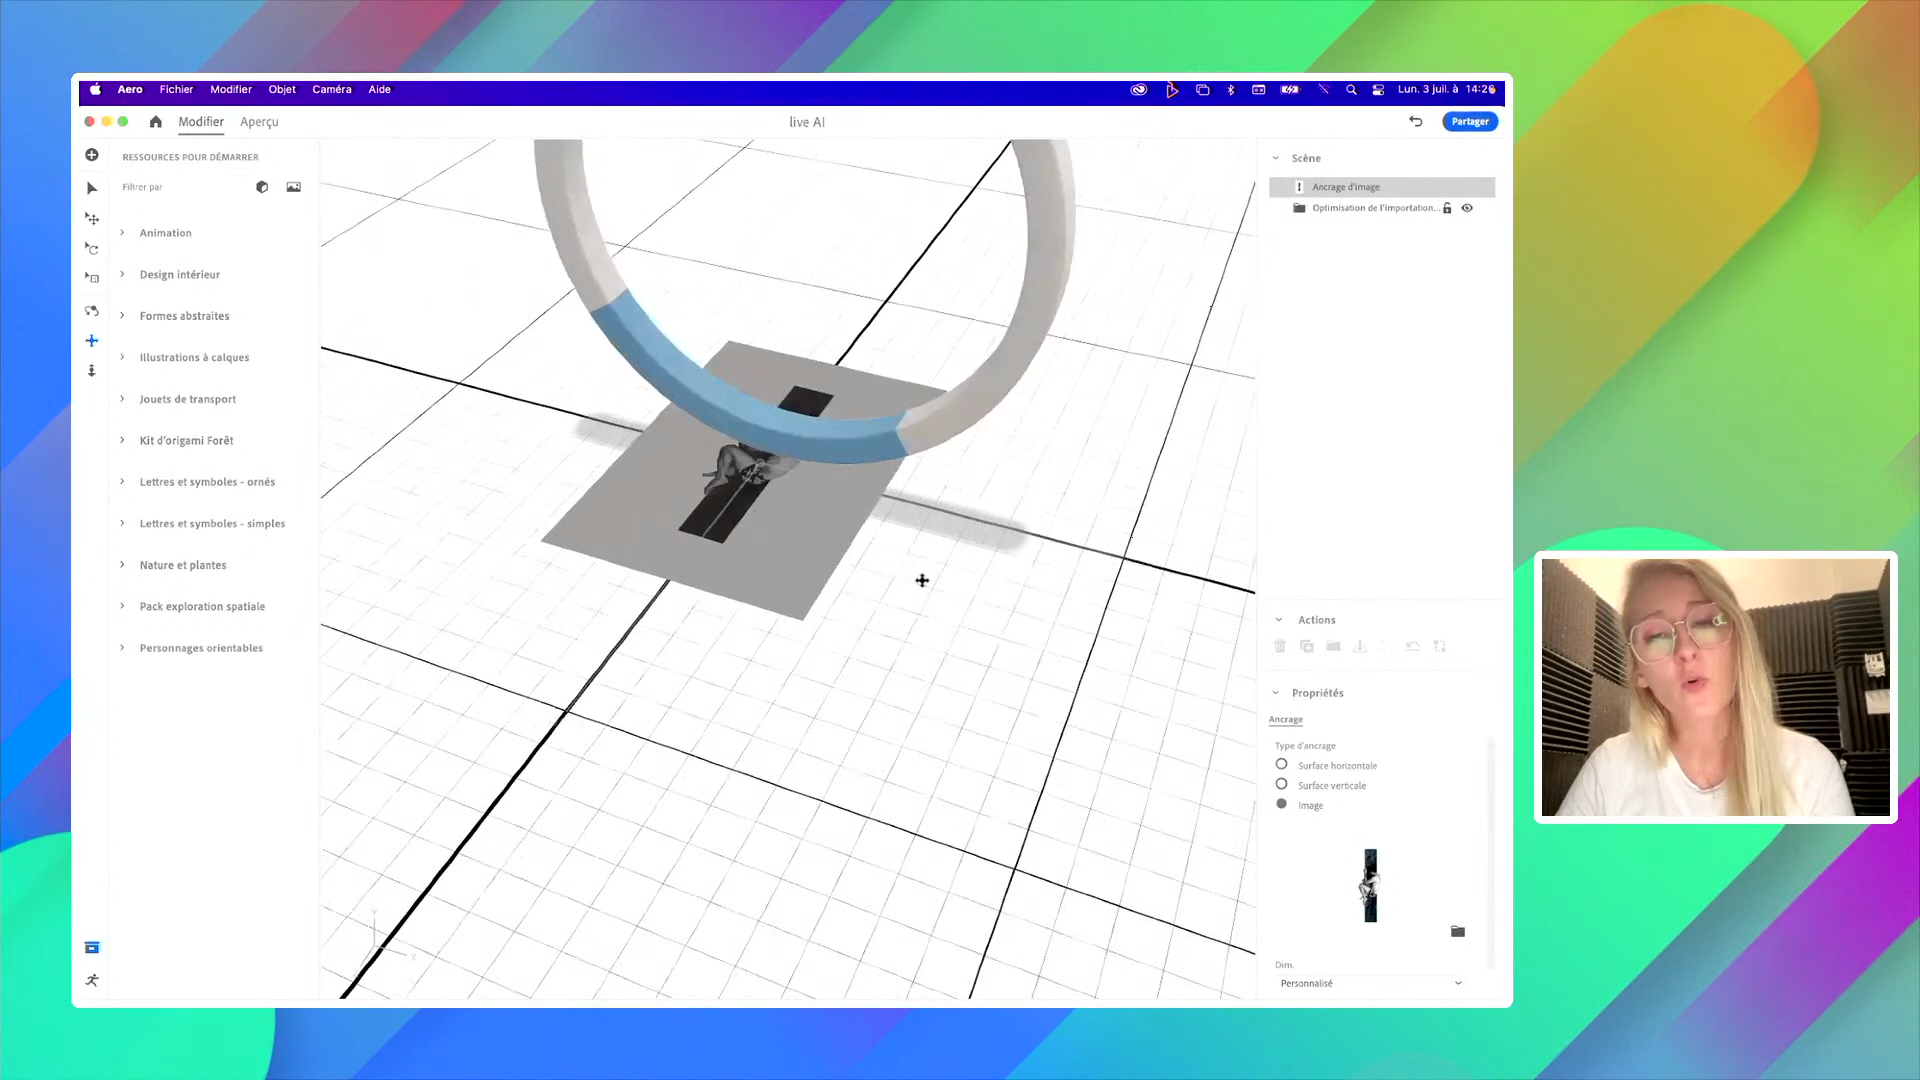 Aero Fichier Modifier Objet Caméra Aide
Lun. 3 juil. à 14:26
Modifier Aperçu
live AI
Partager
RESSOURCES POUR DÉMARRER
Filtrer par
Animation
Design intérieur
Formes abstraites
Illustrations à calques
Jouets de transport
Kit d'origami Forêt
Lettres et symboles - ornés
Lettres et symboles - simples
Nature et plantes
Pack exploration spatiale
Personnages orientables
Y
X
Scène
Ancrage d'image
Optimisation de l'importation...
Actions
Propriétés
Ancrage
Type d'ancrage
Surface horizontale
Surface verticale
Image
Dim.
Personnalisé